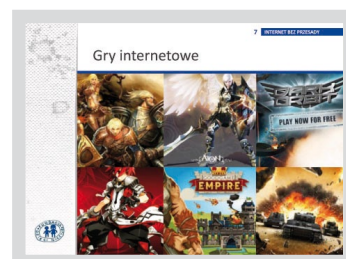 7 INTERNET BEZ PRZESADY
Gry internetowe
PLAY NOW FOR FREE
EMPIRE